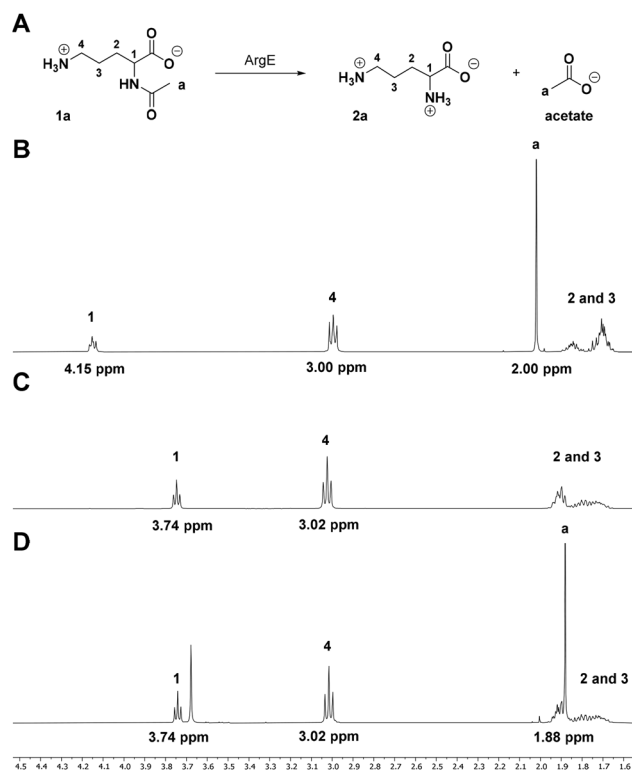 A
4 2 1 O
H3N ⊕ 3 HN a O ⊖
O
1a
ArgE
4 2 1 O
H3N ⊕ 3 NH3 ⊕ O ⊖
2a
+
O
a O ⊖
acetate
B
a
1
4
2 and 3
4.15 ppm 3.00 ppm 2.00 ppm
C
1
4
2 and 3
3.74 ppm 3.02 ppm
D
a
1
4
2 and 3
3.74 ppm 3.02 ppm 1.88 ppm
4.5 4.4 4.3 4.2 4.1 4.0 3.9 3.8 3.7 3.6 3.5 3.4 3.3 3.2 3.1 3.0 2.9 2.8 2.7 2.6 2.5 2.4 2.3 2.2 2.1 2.0 1.9 1.8 1.7 1.6